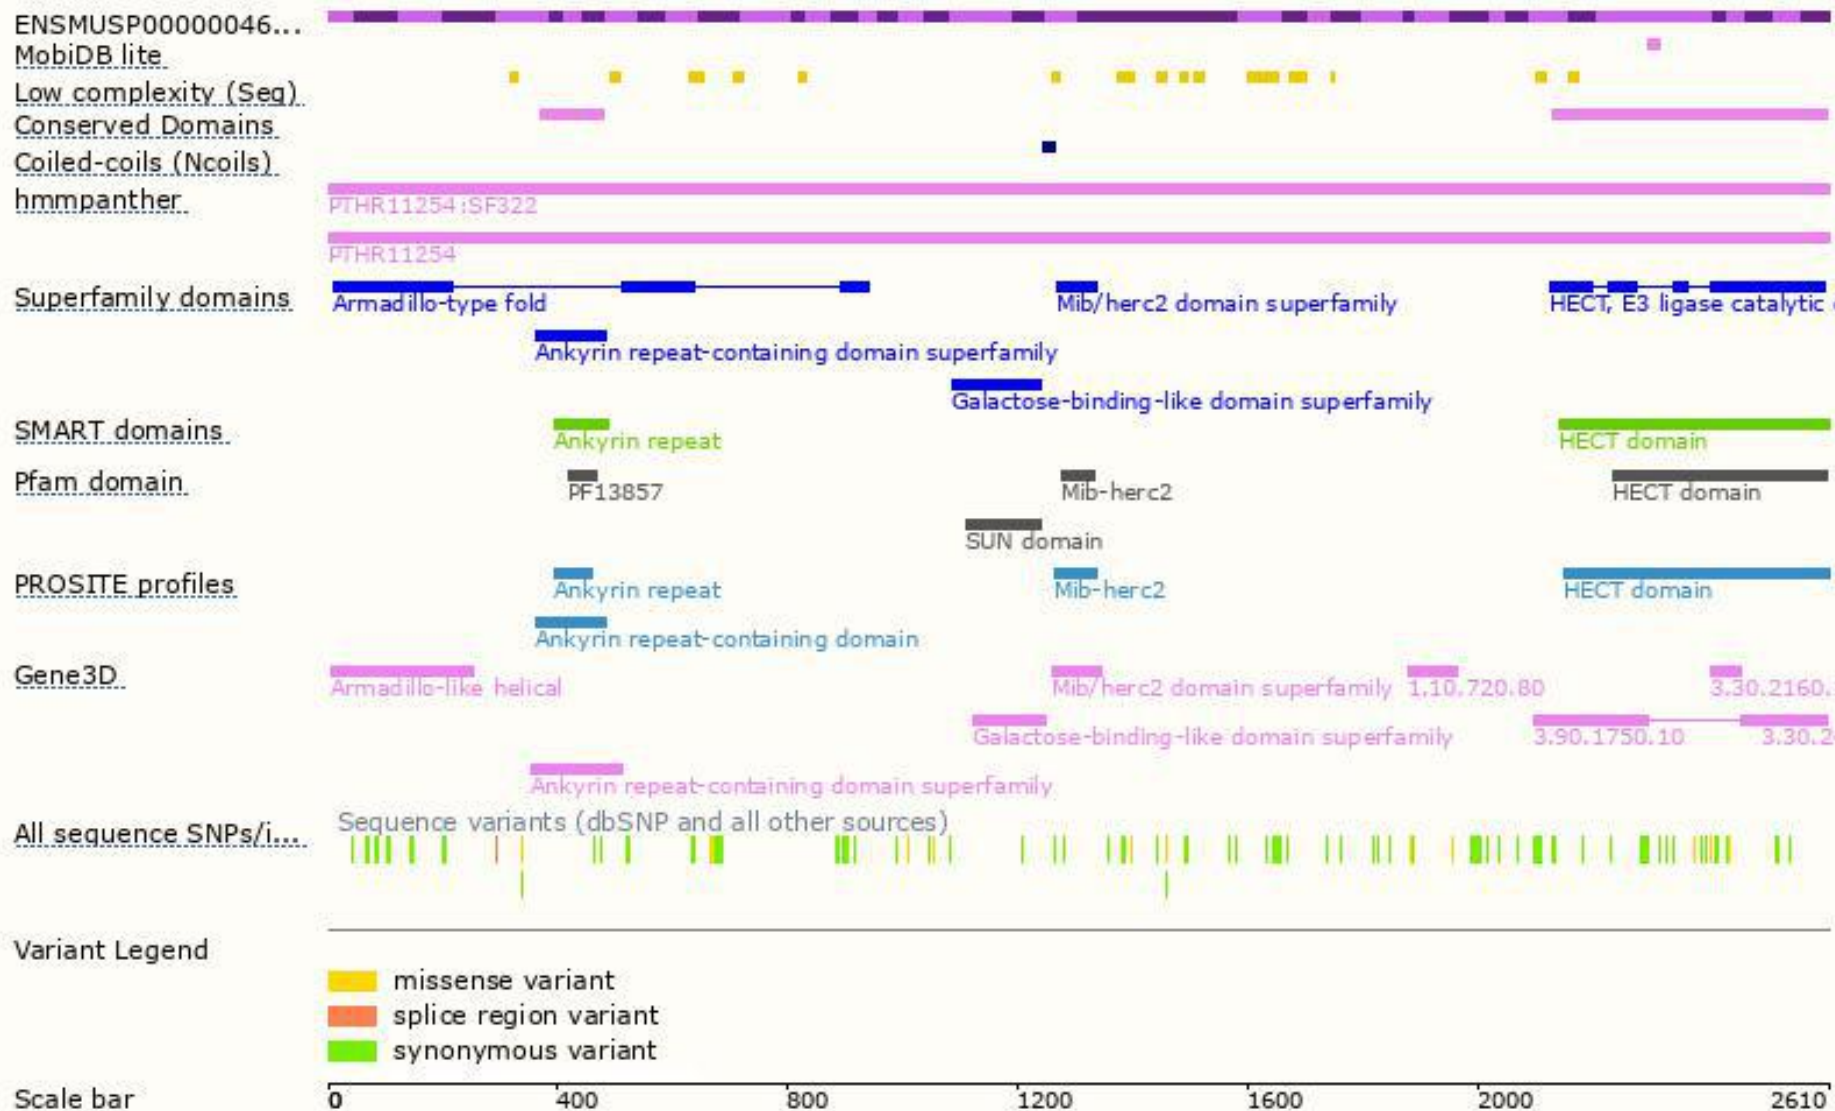 ENSMUSP00000046...
MobiDB lite
Low complexity (Seg)
Conserved Domains
Coiled-coils (Ncoils)
hmmpanther
PTHR11254:SF322
PTHR11254
Superfamily domains
Armadillo-type fold
Mib/herc2 domain superfamily
HECT, E3 ligase catalytic
Ankyrin repeat-containing domain superfamily
Galactose-binding-like domain superfamily
SMART domains
Ankyrin repeat
HECT domain
Pfam domain
PF13857
Mib-herc2
HECT domain
SUN domain
PROSITE profiles
Ankyrin repeat
Mib-herc2
HECT domain
Ankyrin repeat-containing domain
Gene3D
Armadillo-like helical
Mib/herc2 domain superfamily
1.10.720.80
3.30.2160.
Galactose-binding-like domain superfamily
3.90.1750.10
3.30.2
Ankyrin repeat-containing domain superfamily
All sequence SNPs/i...
Sequence variants (dbSNP and all other sources)
Variant Legend
missense variant
splice region variant
synonymous variant
Scale bar
0 400 800 1200 1600 2000 2610